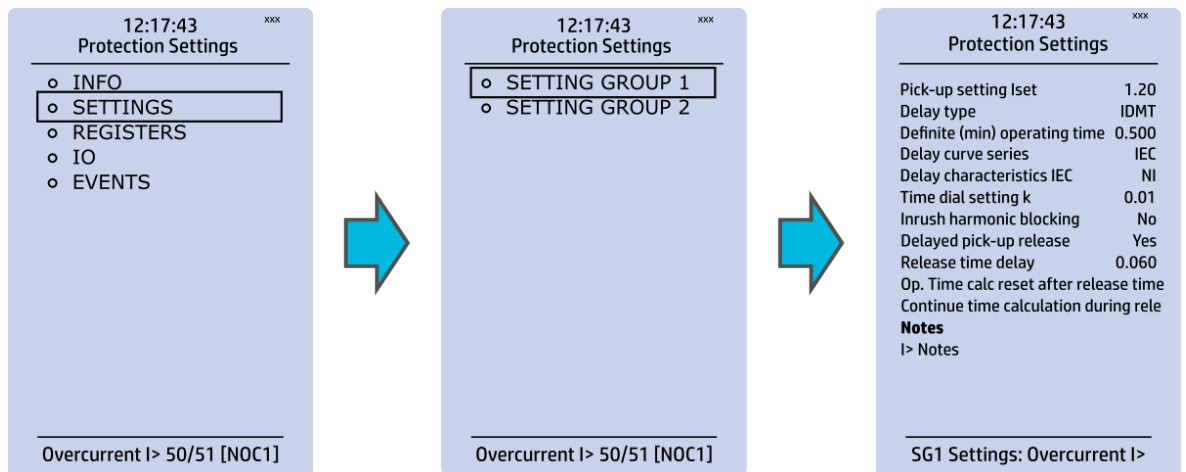 12:17:43 xxx
Protection Settings
INFO
SETTINGS
REGISTERS
IO
EVENTS
Overcurrent I> 50/51 [NOC1]
12:17:43 xxx
Protection Settings
SETTING GROUP 1
SETTING GROUP 2
Overcurrent I> 50/51 [NOC1]
12:17:43 xxx
Protection Settings
Pick-up setting Iset 1.20
Delay type IDMT
Definite (min) operating time 0.500
Delay curve series IEC
Delay characteristics IEC NI
Time dial setting k 0.01
Inrush harmonic blocking No
Delayed pick-up release Yes
Release time delay 0.060
Op. Time calc reset after release time
Continue time calculation during rele
Notes
I> Notes
SG1 Settings: Overcurrent I>